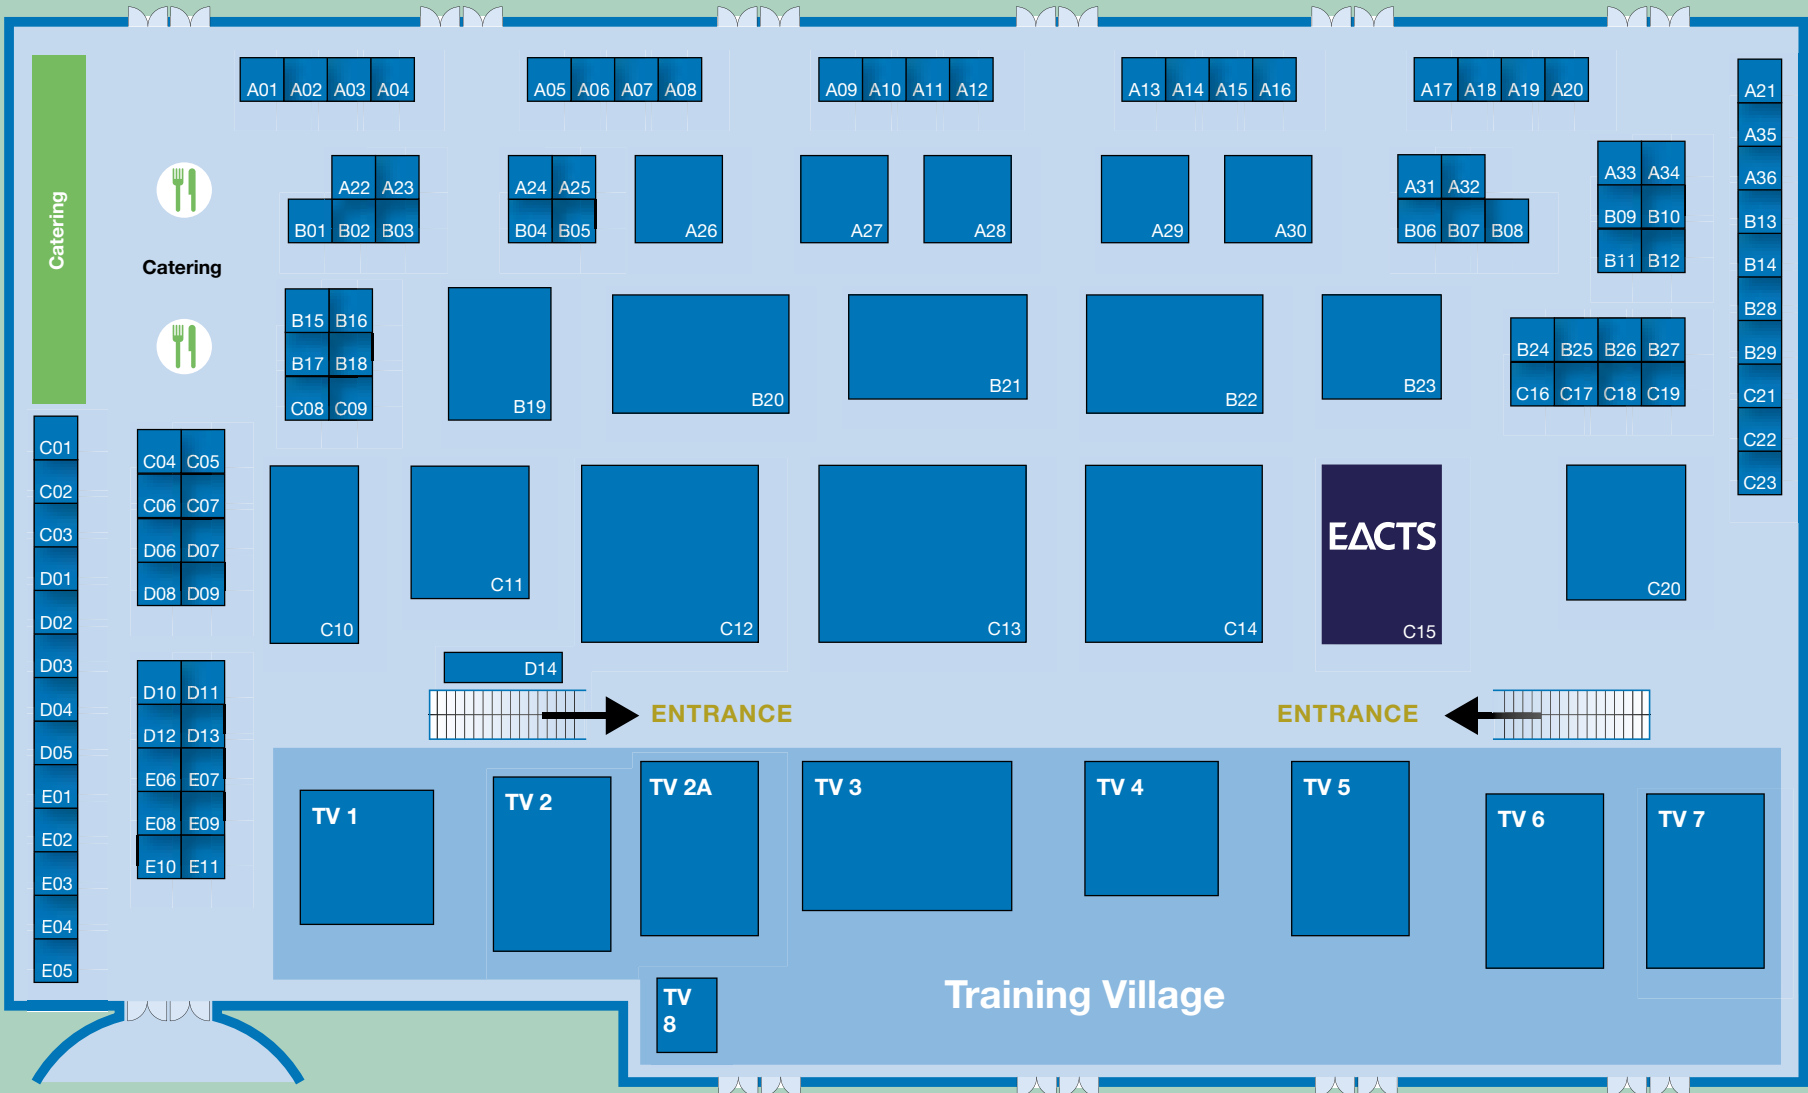 A01 A02 A03 A04
A05 A06 A07 A08
A09 A10 A11 A12
A13 A14 A15 A16
A17 A18 A19 A20
A21
A35
A36
B13
B14
B28
B29
C21
C22
C23
Catering
Catering
A22 A23
B01 B02 B03
A24 A25
B04 B05
A26
A27
A28
A29
A30
A31 A32
B06 B07 B08
A33 A34
B09 B10
B11 B12
B15 B16
B17 B18
C08 C09
B19
B20
B21
B22
B23
B24 B25 B26 B27
C16 C17 C18 C19
C01
C02
C03
D01
D02
D03
D04
D05
E01
E02
E03
E04
E05
C04 C05
C06 C07
D06 D07
D08 D09
C10
C11
C12
C13
C14
EACTS
C15
C20
D10 D11
D12 D13
E06 E07
E08 E09
E10 E11
D14
ENTRANCE
ENTRANCE
TV 1
TV 2
TV 2A
TV 3
TV 4
TV 5
TV 6
TV 7
TV
8
Training Village